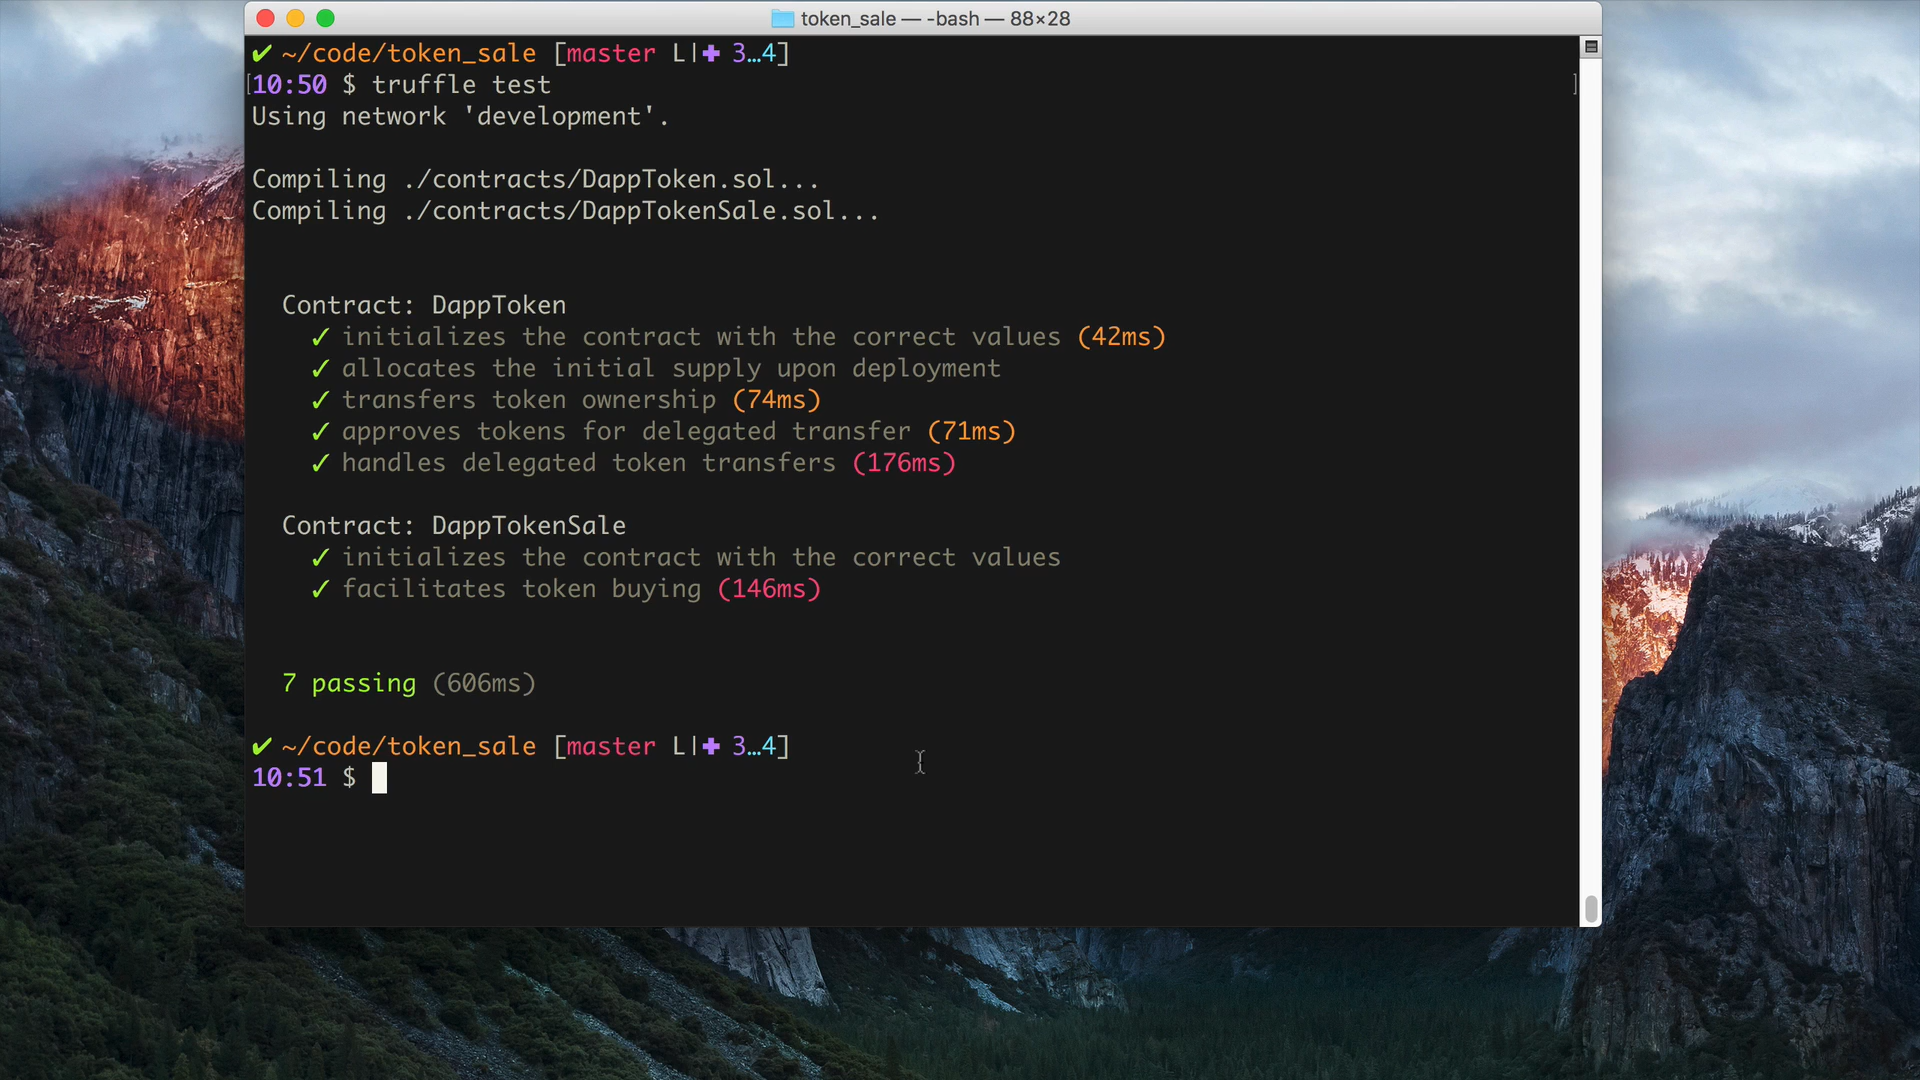 token_sale — -bash — 88×28
✔ ~/code/token_sale [master L|✚ 3…4]
[10:50 $ truffle test ]
Using network 'development'.
Compiling ./contracts/DappToken.sol...
Compiling ./contracts/DappTokenSale.sol...
Contract: DappToken
✓ initializes the contract with the correct values (42ms)
✓ allocates the initial supply upon deployment
✓ transfers token ownership (74ms)
✓ approves tokens for delegated transfer (71ms)
✓ handles delegated token transfers (176ms)
Contract: DappTokenSale
✓ initializes the contract with the correct values
✓ facilitates token buying (146ms)
7 passing (606ms)
✔ ~/code/token_sale [master L|✚ 3…4]
10:51 $